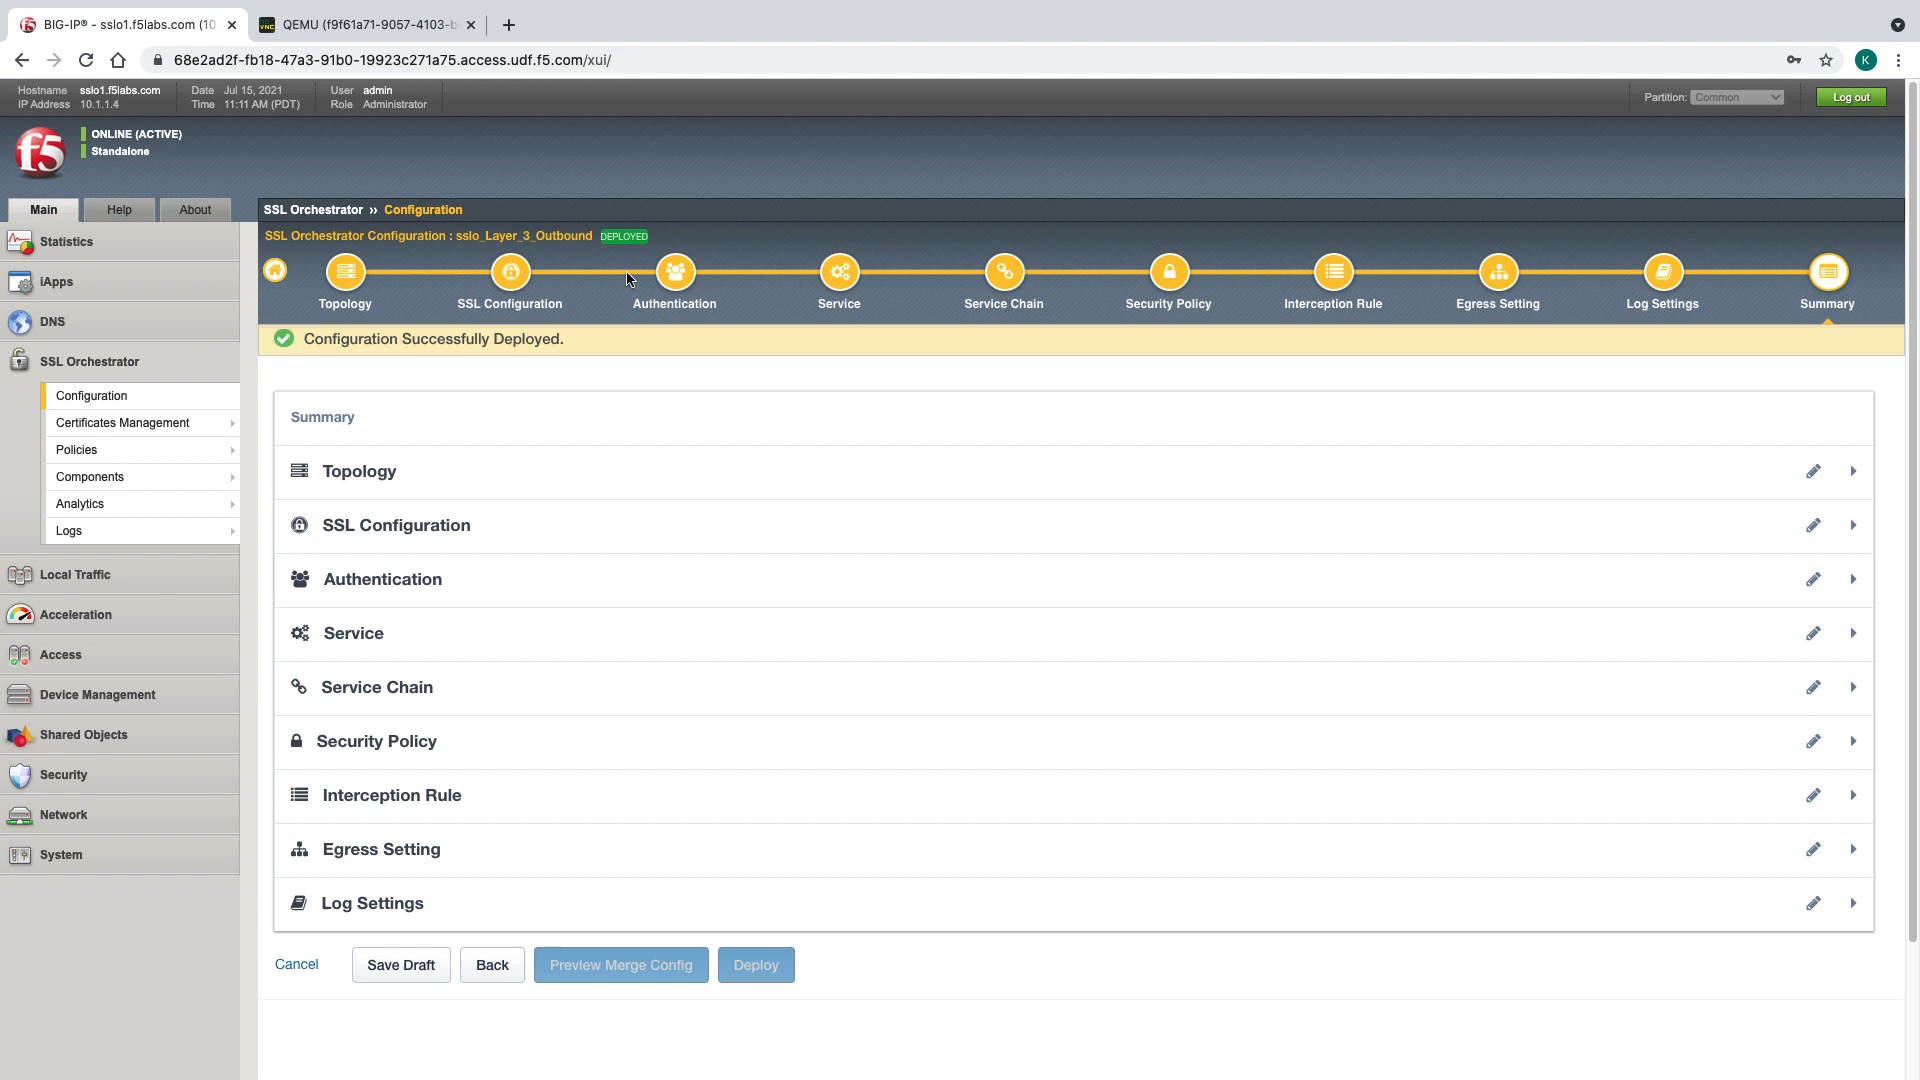 BIG-IP® - sslo1.f5labs.com (10.
QEMU (f9f61a71-9057-4103-b
68e2ad2f-fb18-47a3-91b0-19923c271a75.access.udf.f5.com/xui/
K
Hostname sslo1.f5labs.com
IP Address 10.1.1.4
Date Jul 15, 2021
Time 11:11 AM (PDT)
User admin
Role Administrator
Partition: Common
Log out
f5
ONLINE (ACTIVE)
Standalone
Main Help About
SSL Orchestrator ›› Configuration
SSL Orchestrator Configuration : sslo_Layer_3_Outbound DEPLOYED
Topology SSL Configuration Authentication Service Service Chain Security Policy Interception Rule Egress Setting Log Settings Summary
Configuration Successfully Deployed.
Statistics
iApps
DNS
SSL Orchestrator
Configuration
Certificates Management
Policies
Components
Analytics
Logs
Local Traffic
Acceleration
Access
Device Management
Shared Objects
Security
Network
System
Summary
Topology
SSL Configuration
Authentication
Service
Service Chain
Security Policy
Interception Rule
Egress Setting
Log Settings
Cancel Save Draft Back Preview Merge Config Deploy